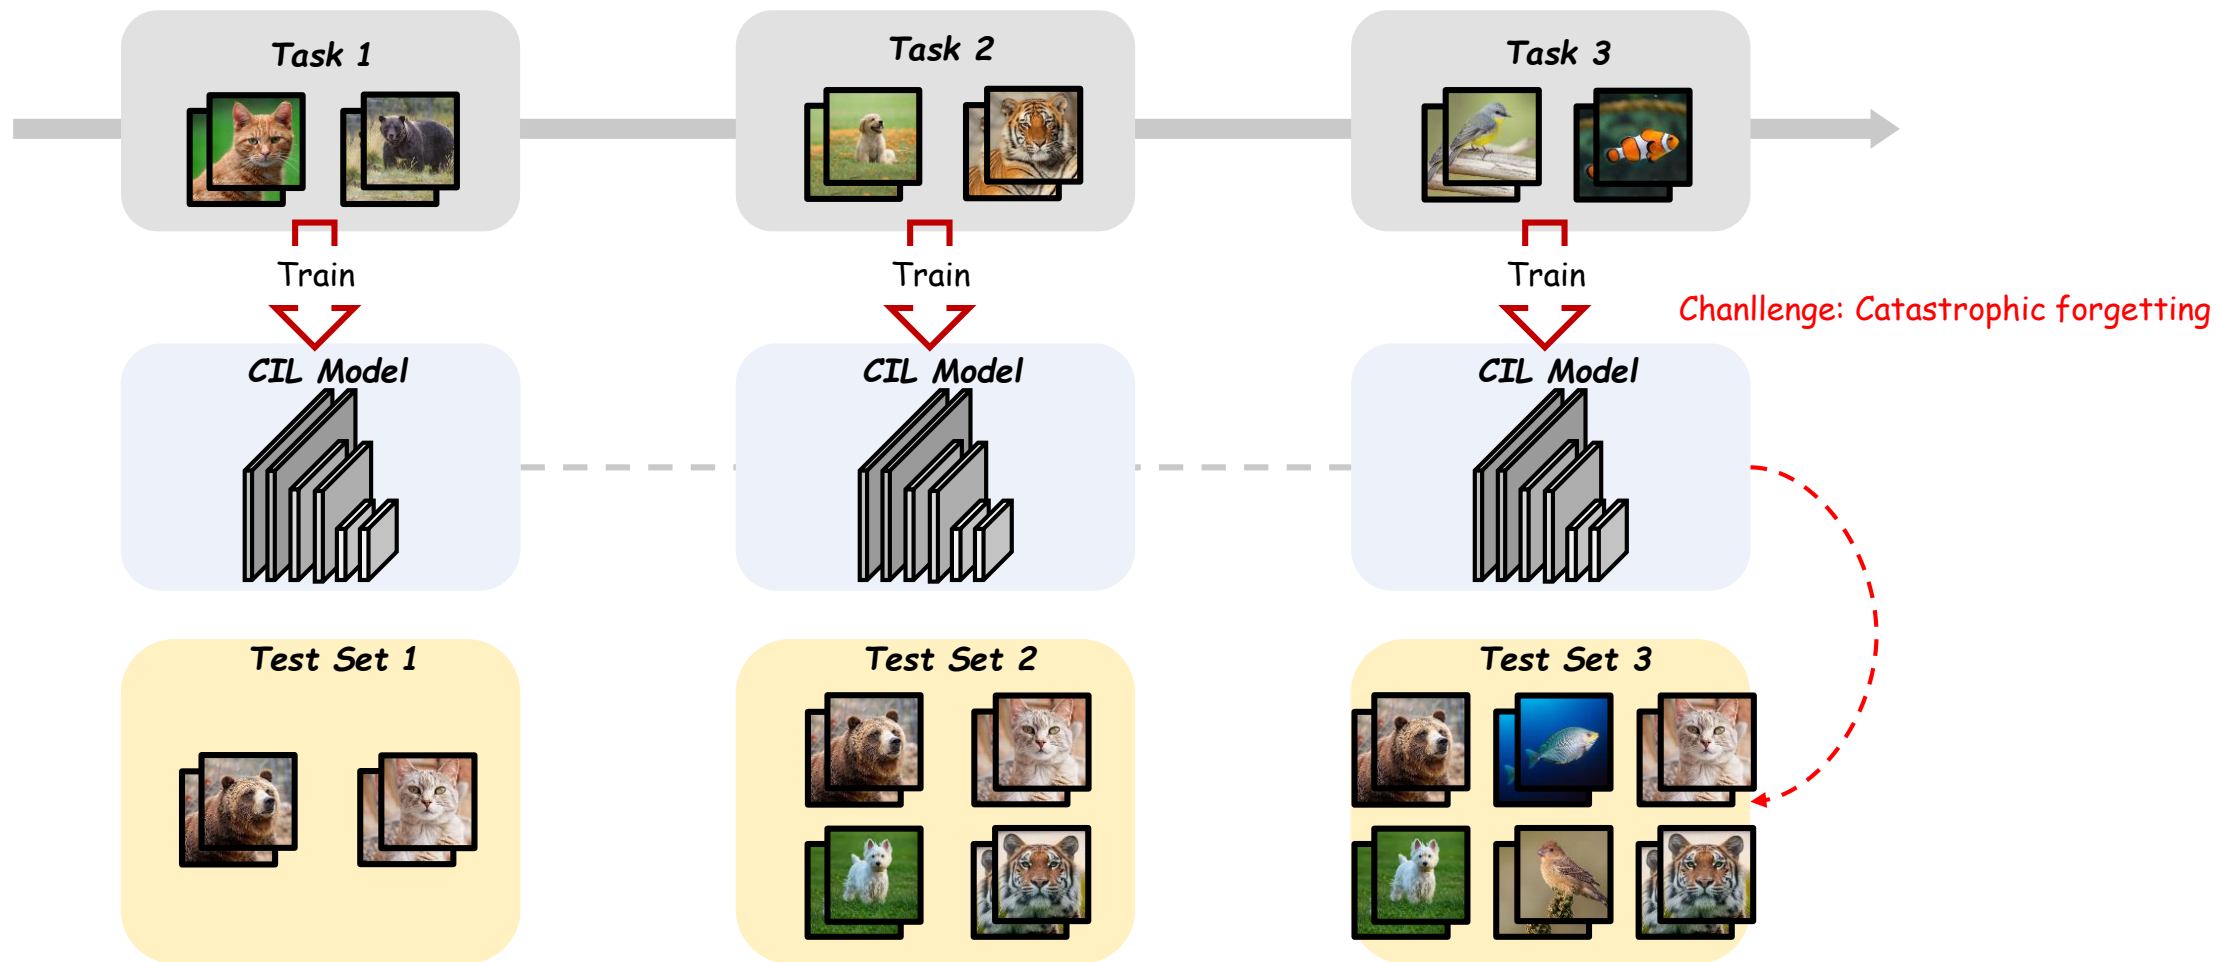 Task 1
Task 2
Task 3
Train
Train
Train
Chanllenge: Catastrophic forgetting
CIL Model
CIL Model
CIL Model
Test Set 1
Test Set 2
Test Set 3